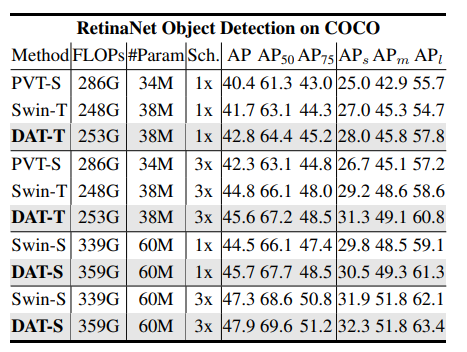 RetinaNet Object Detection on COCO
Method FLOPs #Param Sch. AP AP50 AP75 APs APm APl
PVT-S 286G 34M 1x 40.4 61.3 43.0 25.0 42.9 55.7
Swin-T 248G 38M 1x 41.7 63.1 44.3 27.0 45.3 54.7
DAT-T 253G 38M 1x 42.8 64.4 45.2 28.0 45.8 57.8
PVT-S 286G 34M 3x 42.3 63.1 44.8 26.7 45.1 57.2
Swin-T 248G 38M 3x 44.8 66.1 48.0 29.2 48.6 58.6
DAT-T 253G 38M 3x 45.6 67.2 48.5 31.3 49.1 60.8
Swin-S 339G 60M 1x 44.5 66.1 47.4 29.8 48.5 59.1
DAT-S 359G 60M 1x 45.7 67.7 48.5 30.5 49.3 61.3
Swin-S 339G 60M 3x 47.3 68.6 50.8 31.9 51.8 62.1
DAT-S 359G 60M 3x 47.9 69.6 51.2 32.3 51.8 63.4